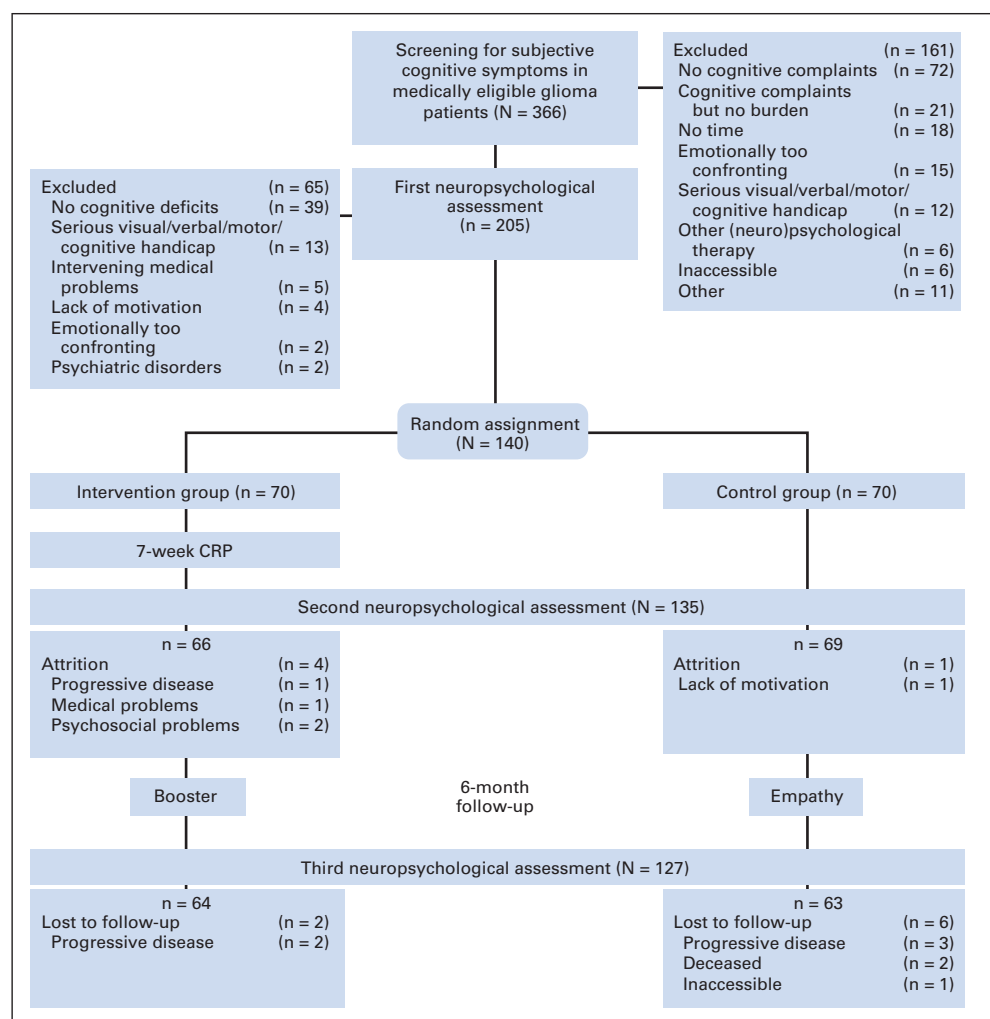 Screening for subjective
cognitive symptoms in
medically eligible glioma
patients (N = 366)
Excluded (n = 161)
No cognitive complaints (n = 72)
Cognitive complaints
but no burden (n = 21)
No time (n = 18)
Emotionally too
confronting (n = 15)
Serious visual/verbal/motor/
cognitive handicap (n = 12)
Other (neuro)psychological
therapy (n = 6)
Inaccessible (n = 6)
Other (n = 11)
First neuropsychological
assessment
(n = 205)
Excluded (n = 65)
No cognitive deficits (n = 39)
Serious visual/verbal/motor/
cognitive handicap (n = 13)
Intervening medical
problems (n = 5)
Lack of motivation (n = 4)
Emotionally too
confronting (n = 2)
Psychiatric disorders (n = 2)
Random assignment
(N = 140)
Intervention group (n = 70)
Control group (n = 70)
7-week CRP
Second neuropsychological assessment (N = 135)
n = 66
Attrition (n = 4)
Progressive disease (n = 1)
Medical problems (n = 1)
Psychosocial problems (n = 2)
n = 69
Attrition (n = 1)
Lack of motivation (n = 1)
Booster
6-month
follow-up
Empathy
Third neuropsychological assessment (N = 127)
n = 64
Lost to follow-up (n = 2)
Progressive disease (n = 2)
n = 63
Lost to follow-up (n = 6)
Progressive disease (n = 3)
Deceased (n = 2)
Inaccessible (n = 1)